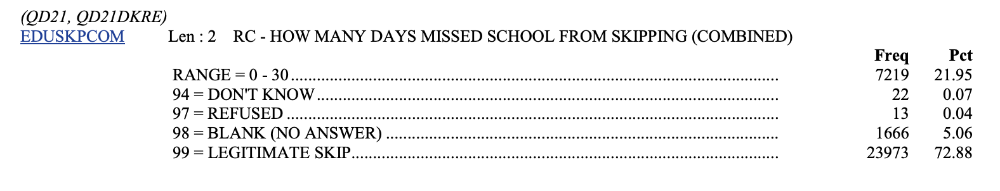 (QD21, QD21DKRE)
EDUSKPCOM Len : 2 RC - HOW MANY DAYS MISSED SCHOOL FROM SKIPPING (COMBINED)
Freq Pct
RANGE = 0 - 30 7219 21.95
94 = DON'T KNOW 22 0.07
97 = REFUSED 13 0.04
98 = BLANK (NO ANSWER) 1666 5.06
99 = LEGITIMATE SKIP 23973 72.88